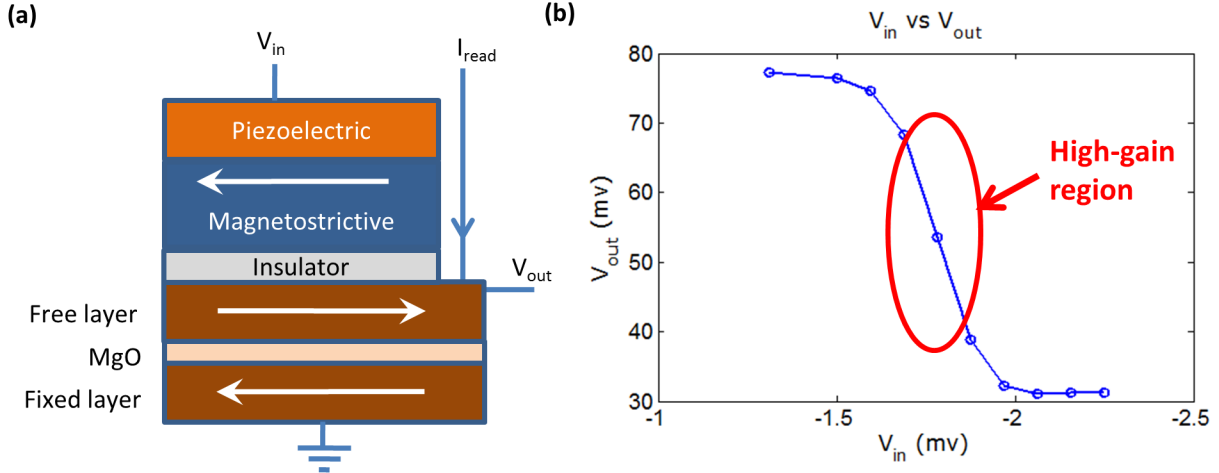 (a)
V_in
I_read
Piezoelectric
Magnetostrictive
Insulator
V_out
Free layer
MgO
Fixed layer
(b)
V_in vs V_out
80
70
60
50
40
30
V_out (mv)
-1
-1.5
-2
-2.5
V_in (mv)
High-gain
region